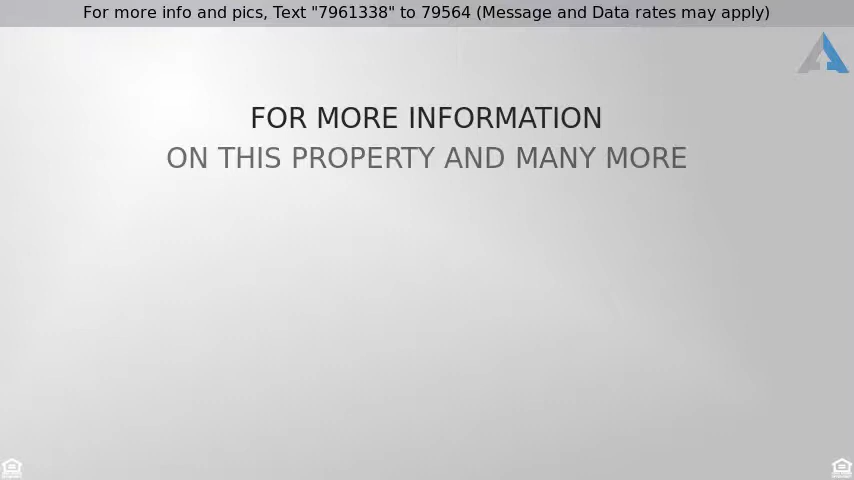 For more info and pics, Text "7961338" to 79564 (Message and Data rates may apply)
FOR MORE INFORMATION
ON THIS PROPERTY AND MANY MORE